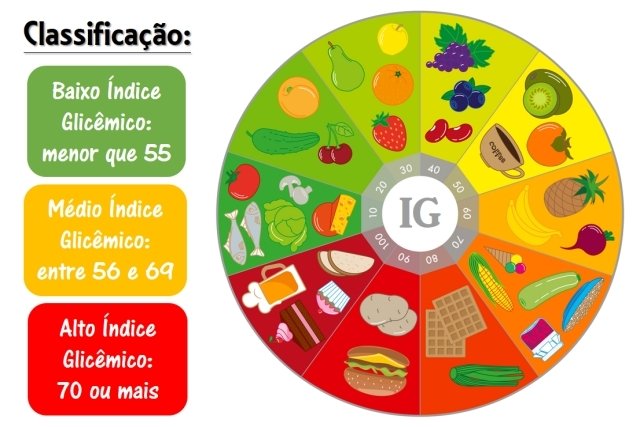 Classificação:
Baixo Índice
Glicêmico:
menor que 55
Médio Índice
Glicêmico:
entre 56 e 69
Alto Índice
Glicêmico:
70 ou mais
IG
10
20
30
40
50
60
70
80
90
100